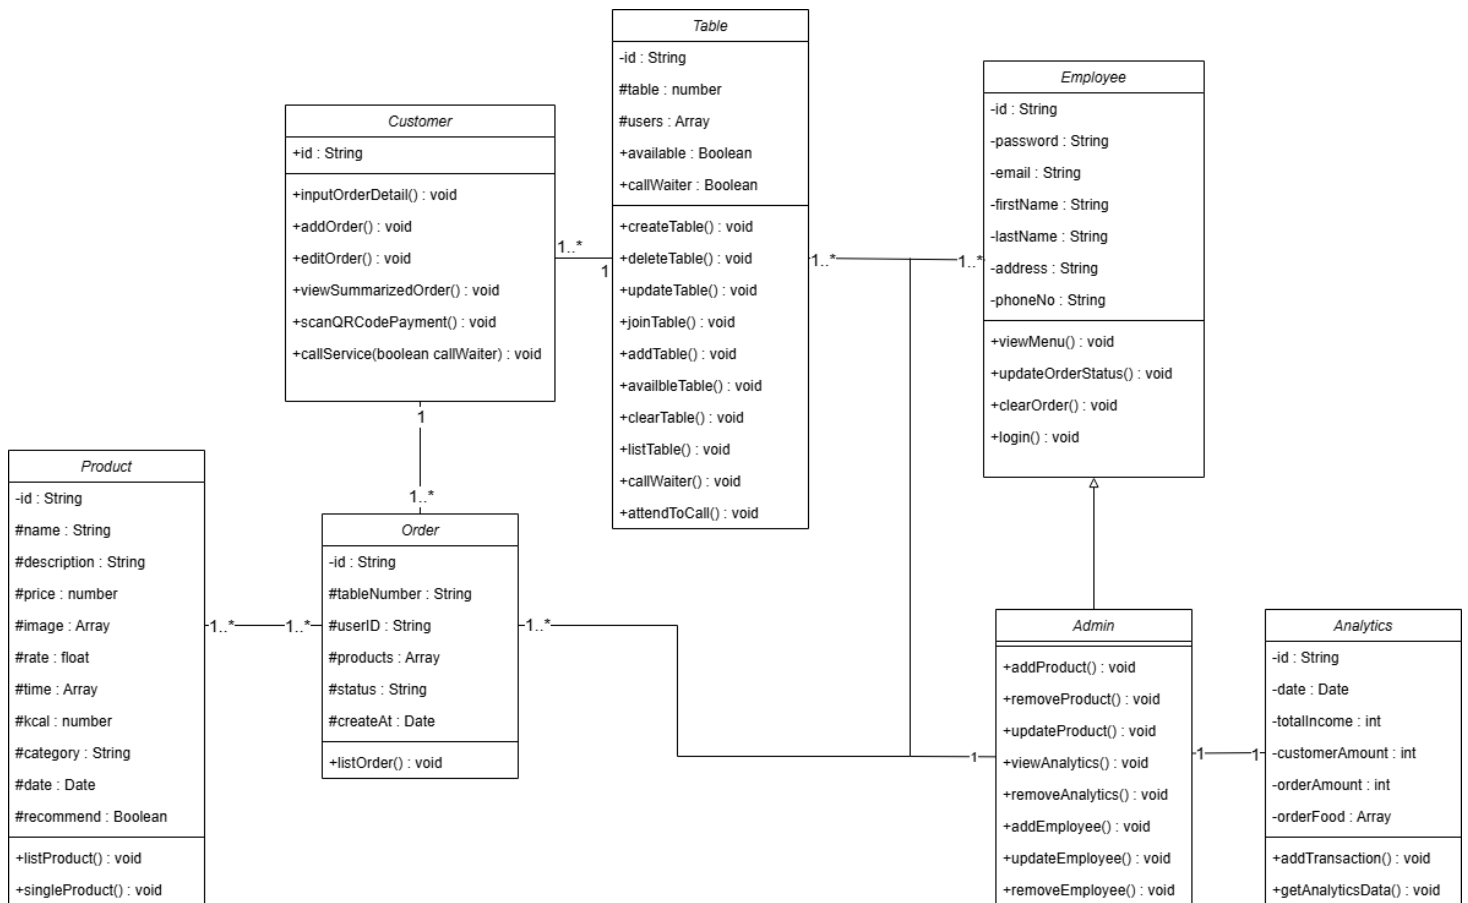 Table
-id : String
#table : number
#users : Array
+available : Boolean
+callWaiter : Boolean
+createTable() : void
+deleteTable() : void
+updateTable() : void
+joinTable() : void
+addTable() : void
+availbleTable() : void
+clearTable() : void
+listTable() : void
+callWaiter() : void
+attendToCall() : void
Employee
-id : String
-password : String
-email : String
-firstName : String
-lastName : String
-address : String
-phoneNo : String
+viewMenu() : void
+updateOrderStatus() : void
+clearOrder() : void
+login() : void
Customer
+id : String
+inputOrderDetail() : void
+addOrder() : void
+editOrder() : void
+viewSummarizedOrder() : void
+scanQRCodePayment() : void
+callService(boolean callWaiter) : void
1..*
1
1..*
1..*
1
1..*
Product
-id : String
#name : String
#description : String
#price : number
#image : Array
#rate : float
#time : Array
#kcal : number
#category : String
#date : Date
#recommend : Boolean
+listProduct() : void
+singleProduct() : void
1..*
1..*
Order
-id : String
#tableNumber : String
#userID : String
#products : Array
#status : String
#createAt : Date
+listOrder() : void
1..*
1
Admin
+addProduct() : void
+removeProduct() : void
+updateProduct() : void
+viewAnalytics() : void
+removeAnalytics() : void
+addEmployee() : void
+updateEmployee() : void
+removeEmployee() : void
1
1
Analytics
-id : String
-date : Date
-totalIncome : int
-customerAmount : int
-orderAmount : int
-orderFood : Array
+addTransaction() : void
+getAnalyticsData() : void